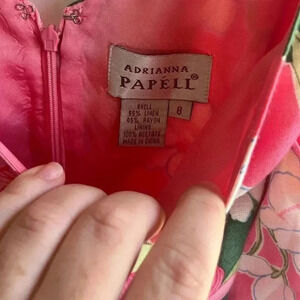 ADRIANNA
PAPELL®
8
SHELL
55% LINEN
45% RAYON
LINING
100% ACETATE
MADE IN CHINA